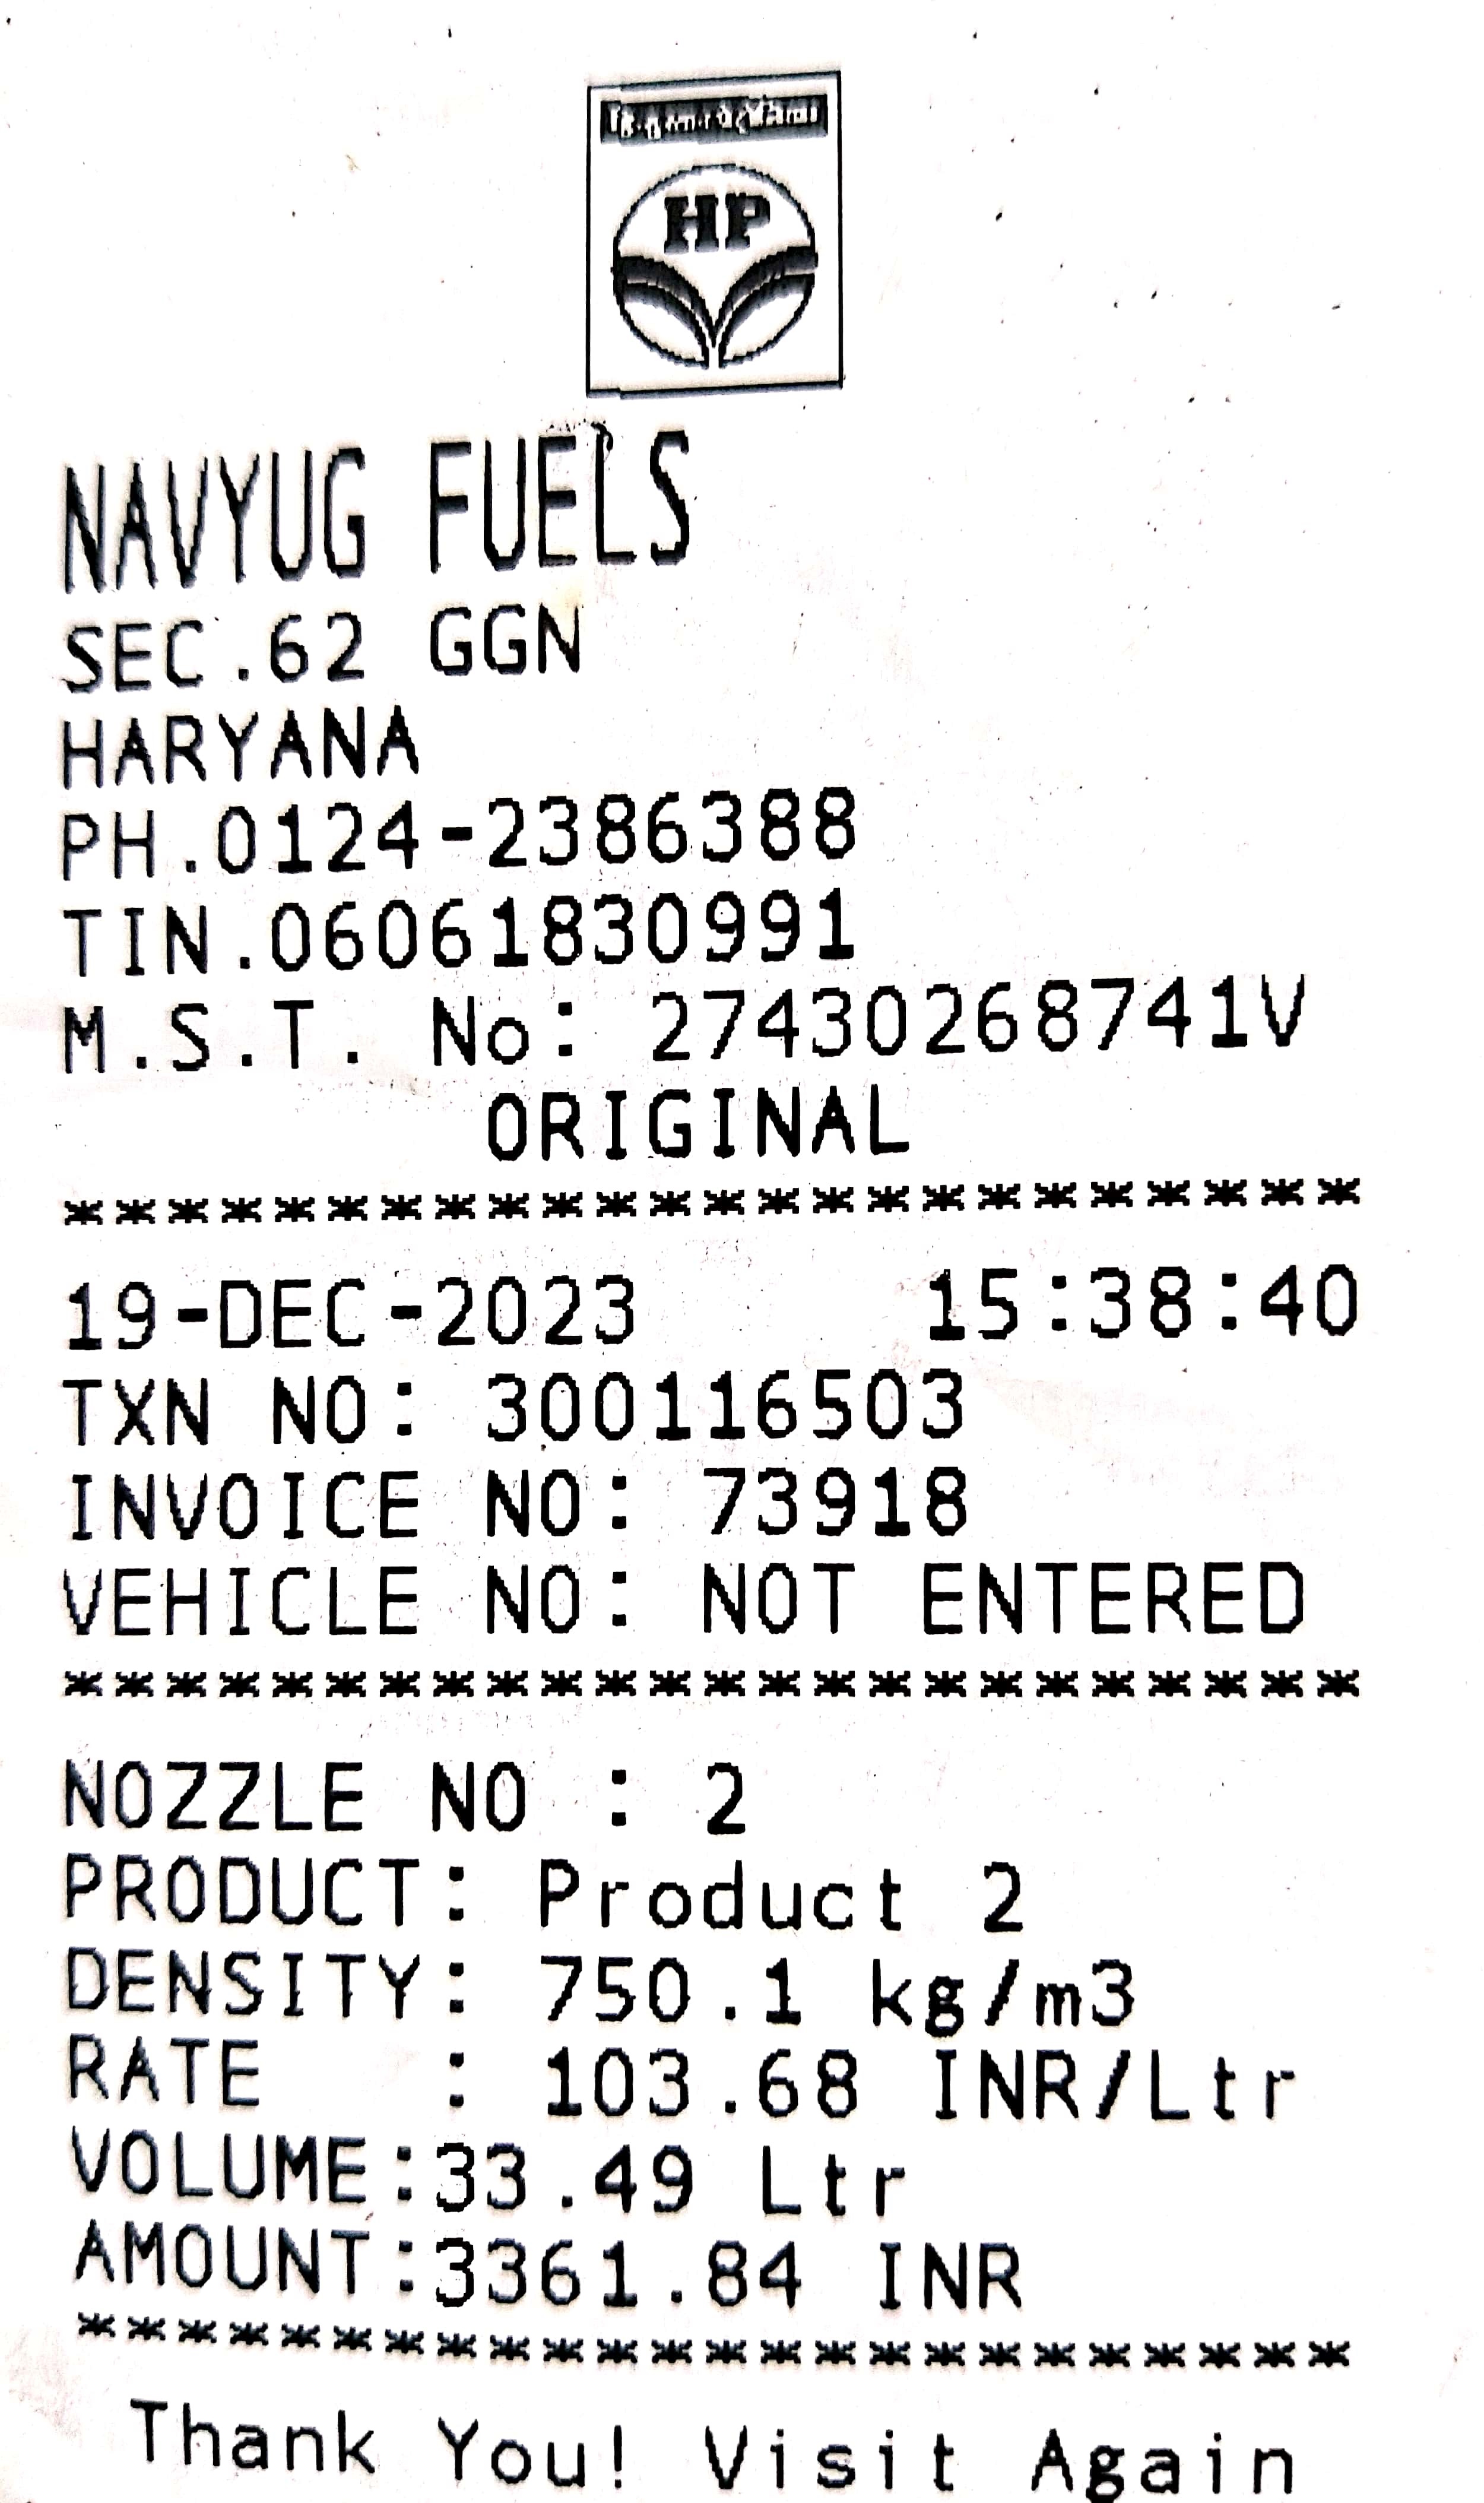 HP
NAVYUG FUELS
SEC.62 GGN
HARYANA
PH.0124-2386388
TIN.06061830991
M.S.T. No: 27430268741V
ORIGINAL
************************
19-DEC-2023 15:38:40
TXN NO: 300116503
INVOICE NO: 73918
VEHICLE NO: NOT ENTERED
************************
NOZZLE NO : 2
PRODUCT: Product 2
DENSITY: 750.1 kg/m3
RATE : 103.68 INR/Ltr
VOLUME:33.49 Ltr
AMOUNT:3361.84 INR
************************
Thank You! Visit Again